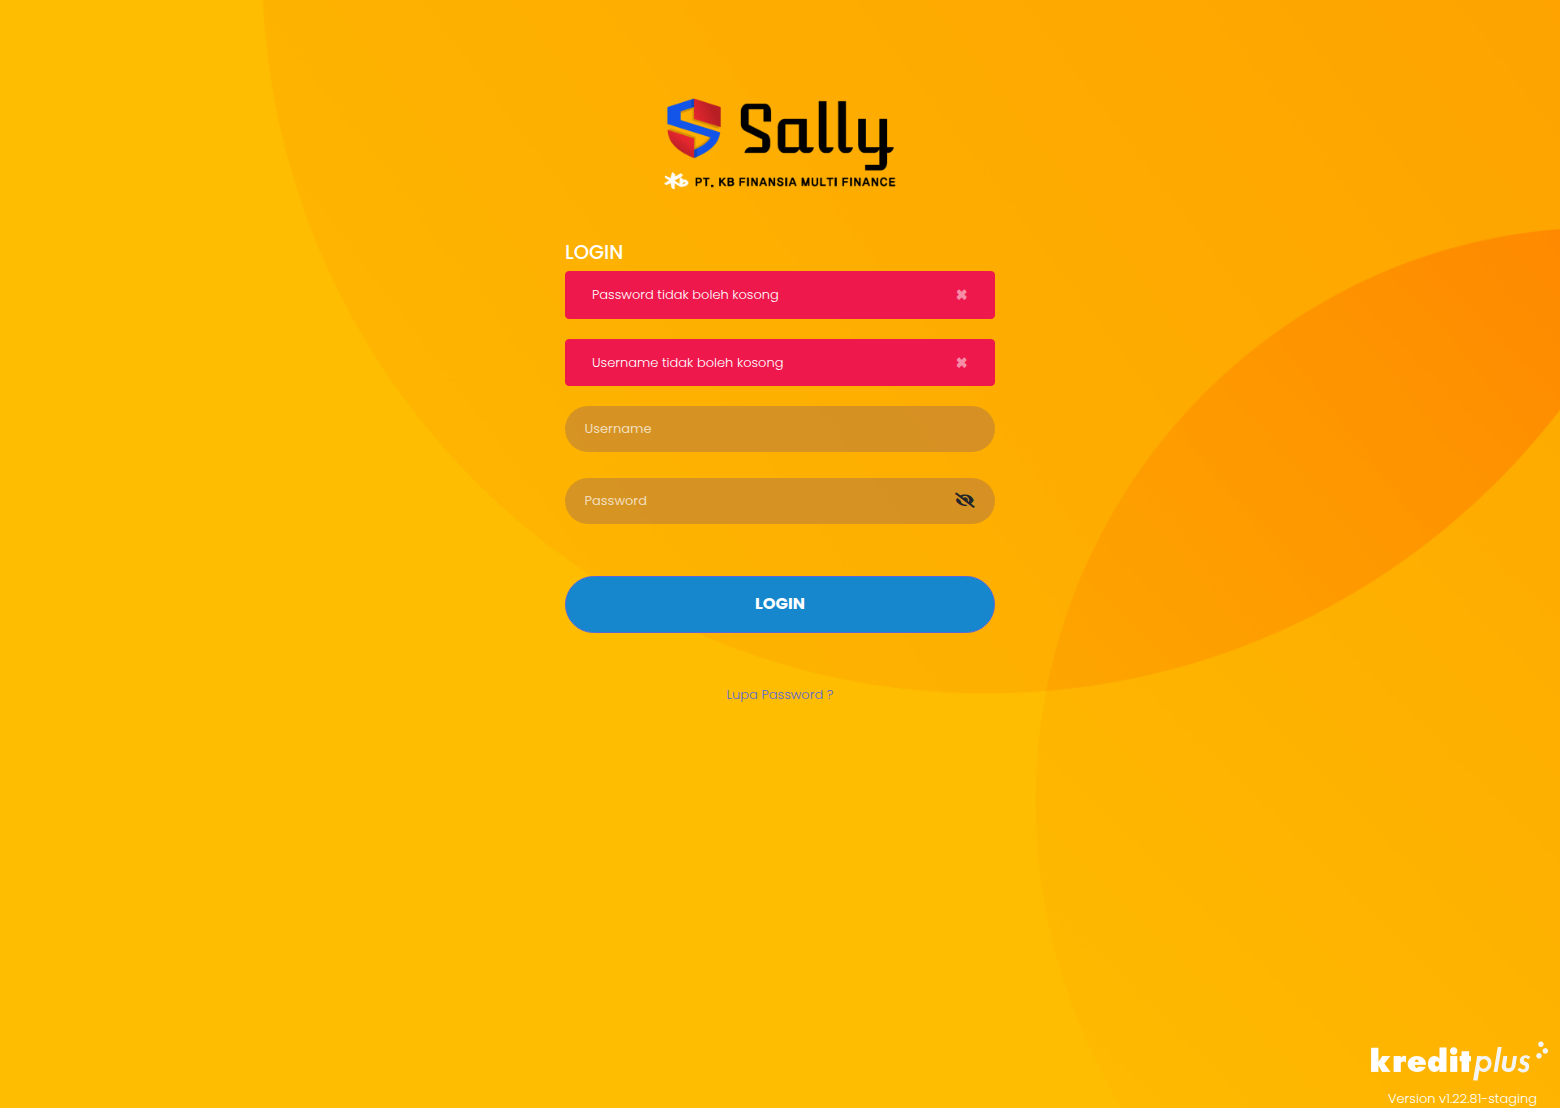 Sally
PT. KB FINANSIA MULTI FINANCE
LOGIN
Password tidak boleh kosong
Username tidak boleh kosong
Username
Password
LOGIN
Lupa Password ?
kreditplus
Version v1.22.81-staging